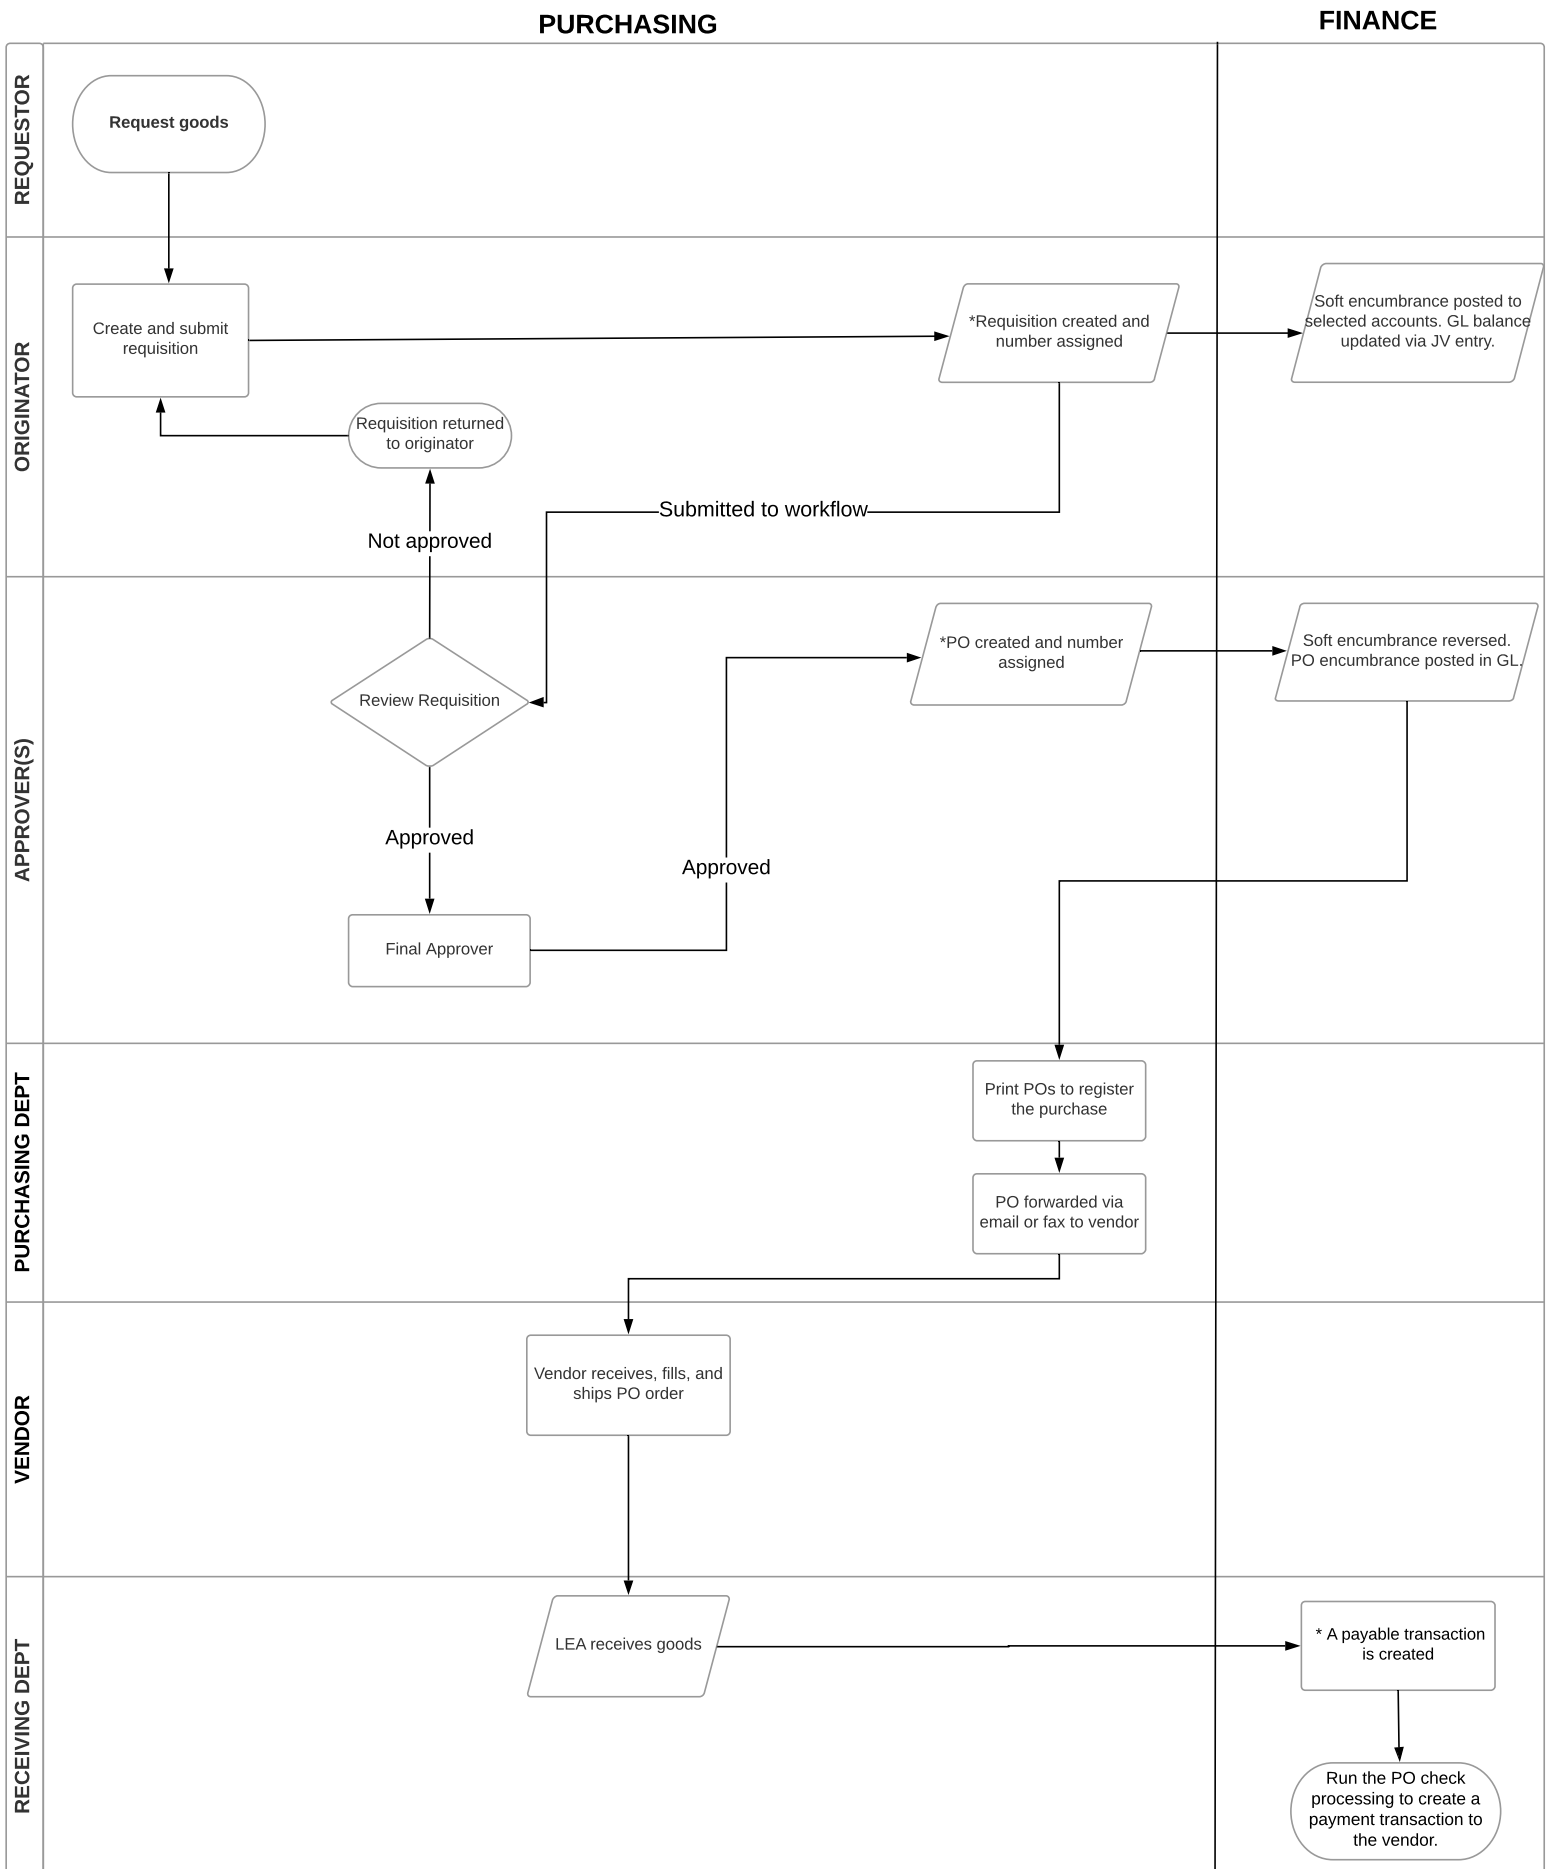 PURCHASING
FINANCE
REQUESTOR
Request goods
ORIGINATOR
Create and submit
requisition
*Requisition created and
number assigned
Soft encumbrance posted to
selected accounts. GL balance
updated via JV entry.
Requisition returned
to originator
Submitted to workflow
Not approved
APPROVER(S)
*PO created and number
assigned
Soft encumbrance reversed.
PO encumbrance posted in GL.
Review Requisition
Approved
Approved
Final Approver
PURCHASING DEPT
Print POs to register
the purchase
PO forwarded via
email or fax to vendor
VENDOR
Vendor receives, fills, and
ships PO order
RECEIVING DEPT
LEA receives goods
* A payable transaction
is created
Run the PO check
processing to create a
payment transaction to
the vendor.